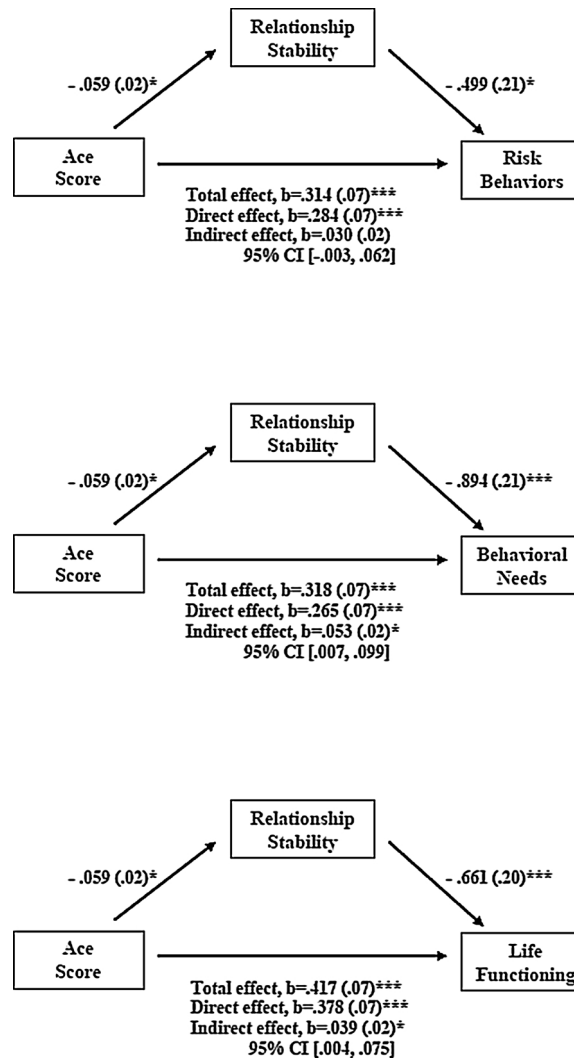 Relationship
Stability
- .059 (.02)*
- .499 (.21)*
Ace
Score
Risk
Behaviors
Total effect, b=.314 (.07)***
Direct effect, b=.284 (.07)***
Indirect effect, b=.030 (.02)
95% CI [-.003, .062]
Relationship
Stability
- .059 (.02)*
- .894 (.21)***
Ace
Score
Behavioral
Needs
Total effect, b=.318 (.07)***
Direct effect, b=.265 (.07)***
Indirect effect, b=.053 (.02)*
95% CI [.007, .099]
Relationship
Stability
- .059 (.02)*
- .661 (.20)***
Ace
Score
Life
Functioning
Total effect, b=.417 (.07)***
Direct effect, b=.378 (.07)***
Indirect effect, b=.039 (.02)*
95% CI [.004, .075]